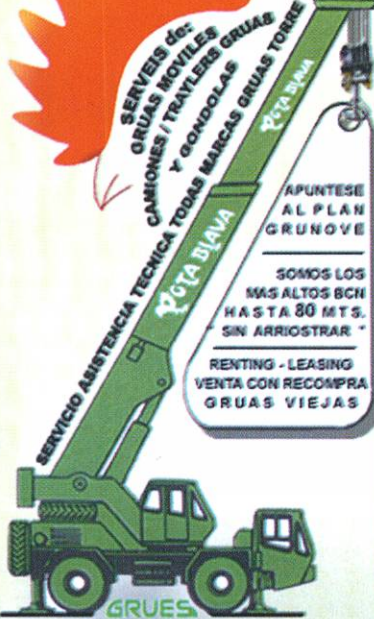 SERVEIS de:
GRUAS MOVILES
CAMIONES / TRAYLERS GRUAS
Y GONDOLAS
SERVICIO ASISTENCIA TECNICA TODAS MARCAS GRUAS TORRE
POTA BLAVA
POTA BLAVA
APUNTESE
AL PLAN
GRUNOVE
SOMOS LOS
MAS ALTOS BCN
HASTA 80 MTS.
" SIN ARRIOSTRAR "
RENTING - LEASING
VENTA CON RECOMPRA
GRUAS VIEJAS
GRUES